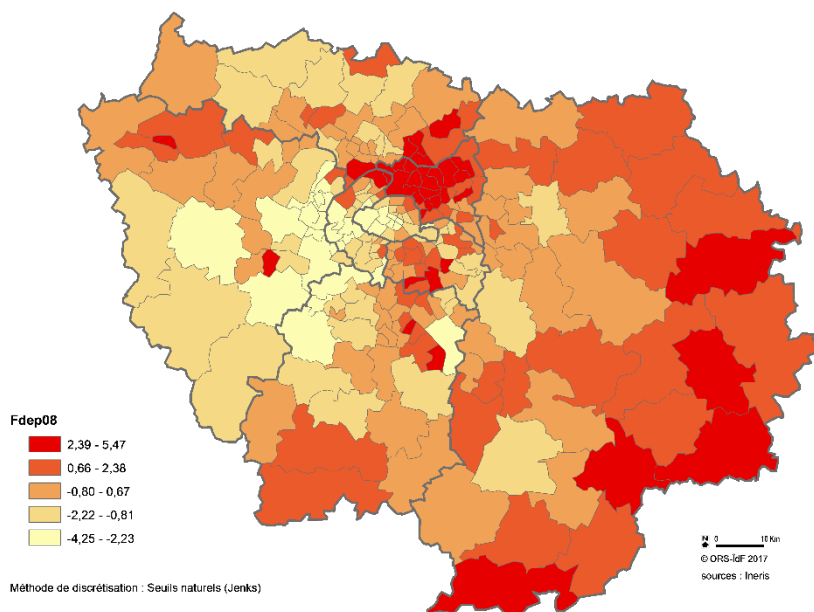 Fdep08
2,39 - 5,47
0,66 - 2,38
-0,80 - 0,67
-2,22 - -0,81
-4,25 - -2,23
Méthode de discrétisation : Seuils naturels (Jenks)
N 0 10 Km
© ORS-IdF 2017
sources : Ineris